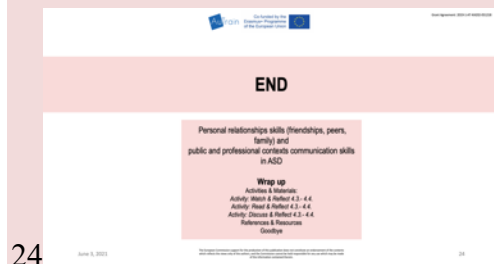 AuTrain
Co-funded by the
Erasmus+ Programme
of the European Union
END
Personal relationships skills (friendships, peers,
family) and
public and professional contexts communication skills
in ASD
Wrap up
Activities & Materials:
Activity: Watch & Reflect 4.3.- 4.4.
Activity: Read & Reflect 4.3.- 4.4.
Activity: Discuss & Reflect 4.3.- 4.4.
References & Resources
Goodbye
24
June 3, 2021
24